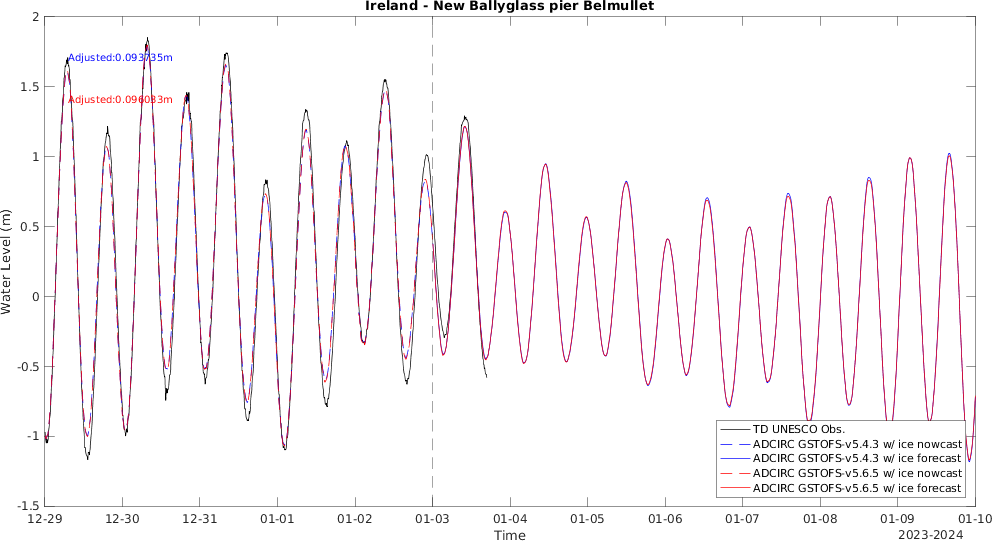 Ireland - New Ballyglass pier Belmullet
Water Level (m)
2
1.5
1
0.5
0
-0.5
-1
-1.5
Adjusted:0.093735m
Adjusted:0.096033m
TD UNESCO Obs.
ADCIRC GSTOFS-v5.4.3 w/ ice nowcast
ADCIRC GSTOFS-v5.4.3 w/ ice forecast
ADCIRC GSTOFS-v5.6.5 w/ ice nowcast
ADCIRC GSTOFS-v5.6.5 w/ ice forecast
12-29 12-30 12-31 01-01 01-02 01-03 01-04 01-05 01-06 01-07 01-08 01-09 01-10
Time
2023-2024